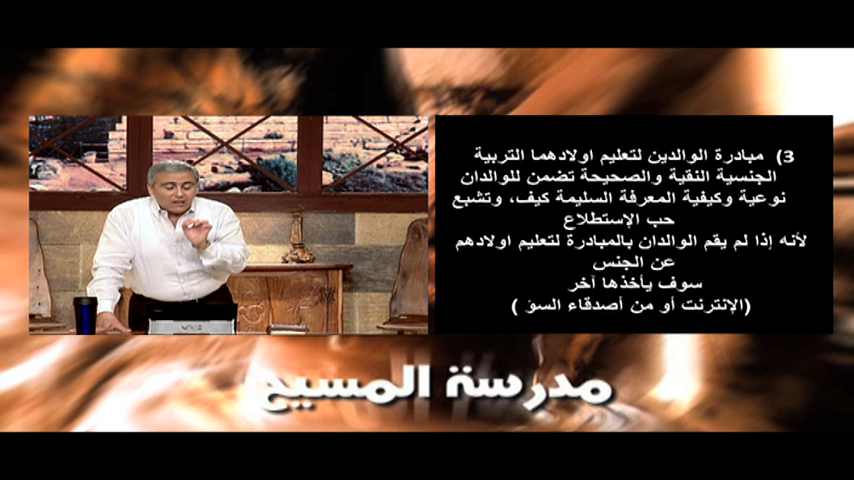 3) مبادرة الوالدين لتعليم اولادهما التربية
الجنسية النقية والصحيحة تضمن للوالدان
نوعية وكيفية المعرفة السليمة كيف، وتشبع
حب الإستطلاع
لأنه إذا لم يقم الوالدان بالمبادرة لتعليم اولادهم
عن الجنس
سوف يأخذها آخر
(الإنترنت أو من أصدقاء السؤ )
مدرسة المسيح